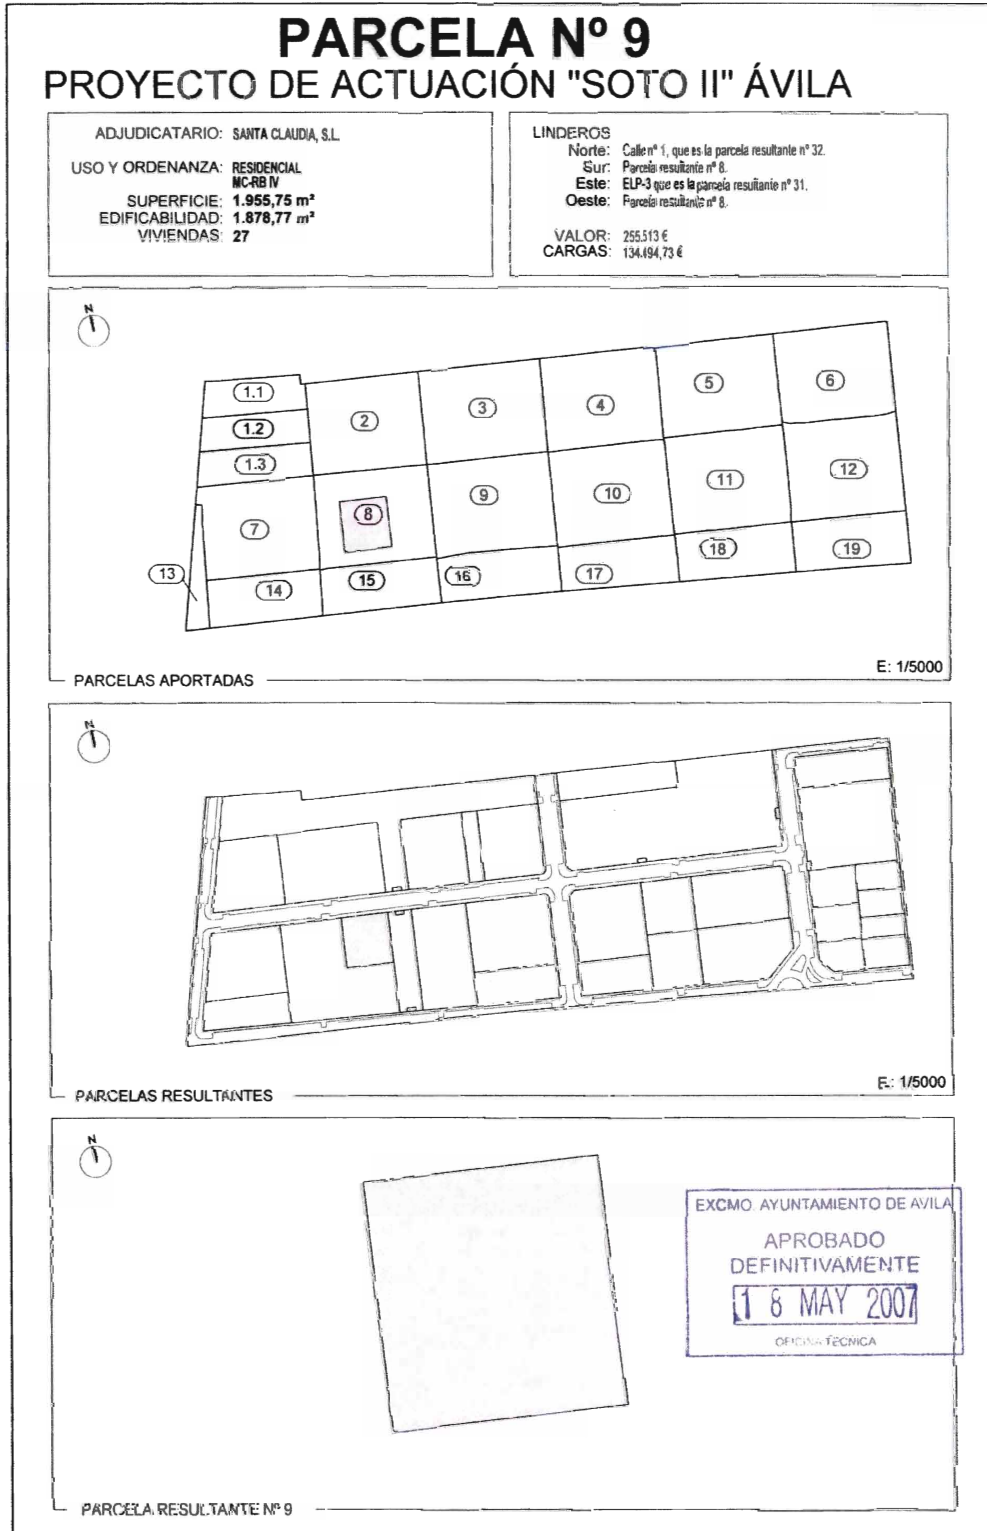 PARCELA Nº 9
PROYECTO DE ACTUACIÓN "SOTO II" ÁVILA
ADJUDICATARIO: SANTA CLAUDIA, S.L.
USO Y ORDENANZA: RESIDENCIAL
MC-RB IV
SUPERFICIE: 1.955,75 m²
EDIFICABILIDAD: 1.878,77 m²
VIVIENDAS: 27
LINDEROS
Norte: Calle nº 1, que es la parcela resultante nº 32.
Sur: Parcela resultante nº 8.
Este: ELP-3 que es la parcela resultante nº 31.
Oeste: Parcela resultante nº 8.
VALOR: 255.513 €
CARGAS: 134.494,73 €
N
1.1
1.2
1.3
2
3
4
5
6
7
8
9
10
11
12
13
14
15
16
17
18
19
E: 1/5000
PARCELAS APORTADAS
N
E: 1/5000
PARCELAS RESULTANTES
N
EXCMO. AYUNTAMIENTO DE AVILA
APROBADO
DEFINITIVAMENTE
18 MAY 2007
OFICINA TECNICA
PARCELA RESULTANTE Nº 9